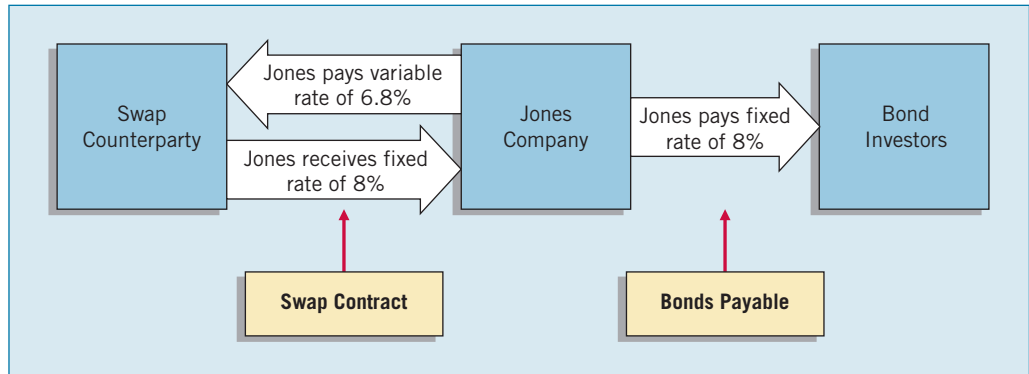 Swap
Counterparty
Jones pays variable
rate of 6.8%
Jones receives fixed
rate of 8%
Jones
Company
Jones pays fixed
rate of 8%
Bond
Investors
Swap Contract
Bonds Payable